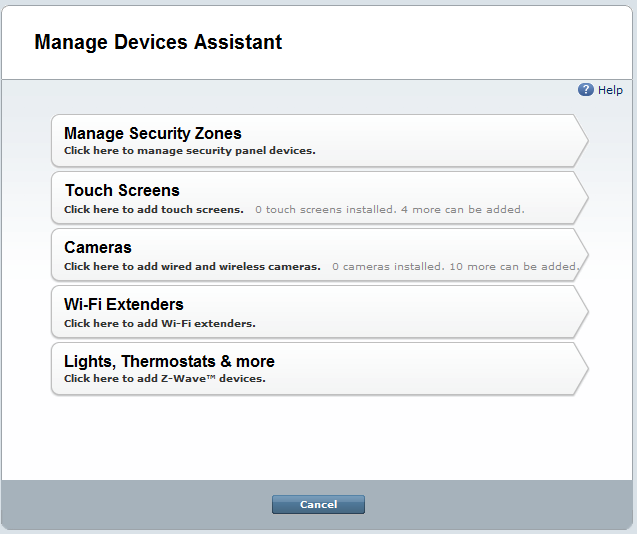 Manage Devices Assistant
? Help
Manage Security Zones
Click here to manage security panel devices.
Touch Screens
Click here to add touch screens. 0 touch screens installed. 4 more can be added.
Cameras
Click here to add wired and wireless cameras. 0 cameras installed. 10 more can be added.
Wi-Fi Extenders
Click here to add Wi-Fi extenders.
Lights, Thermostats & more
Click here to add Z-Wave™ devices.
Cancel